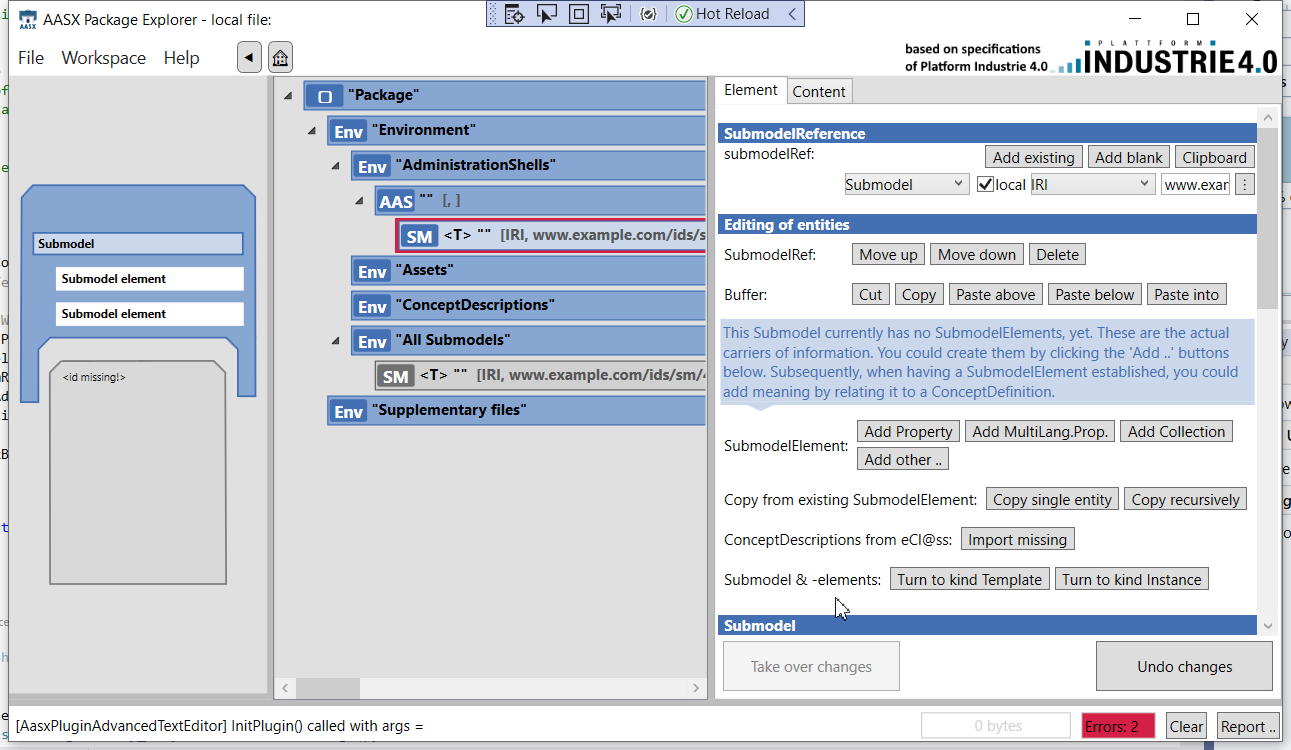 AASX Package Explorer - local file:
Hot Reload
AASX
File Workspace Help
based on specifications
of Platform Industrie 4.0
PLATTFORM
INDUSTRIE4.0
Submodel
Submodel element
Submodel element
<id missing!>
"Package"
Env "Environment"
Env "AdministrationShells"
AAS "" [, ]
SM <T> "" [IRI, www.example.com/ids/s
Env "Assets"
Env "ConceptDescriptions"
Env "All Submodels"
SM <T> "" [IRI, www.example.com/ids/sm/
Env "Supplementary files"
Element Content
SubmodelReference
submodelRef:
Add existing Add blank Clipboard
Submodel local IRI www.exar
Editing of entities
SubmodelRef: Move up Move down Delete
Buffer: Cut Copy Paste above Paste below Paste into
This Submodel currently has no SubmodelElements, yet. These are the actual
carriers of information. You could create them by clicking the 'Add ..' buttons
below. Subsequently, when having a SubmodelElement established, you could
add meaning by relating it to a ConceptDefinition.
SubmodelElement: Add Property Add MultiLang.Prop. Add Collection
Add other ..
Copy from existing SubmodelElement: Copy single entity Copy recursively
ConceptDescriptions from eCl@ss: Import missing
Submodel & -elements: Turn to kind Template Turn to kind Instance
Submodel
Take over changes Undo changes
[AasxPluginAdvancedTextEditor] InitPlugin() called with args =
0 bytes Errors: 2 Clear Report ..